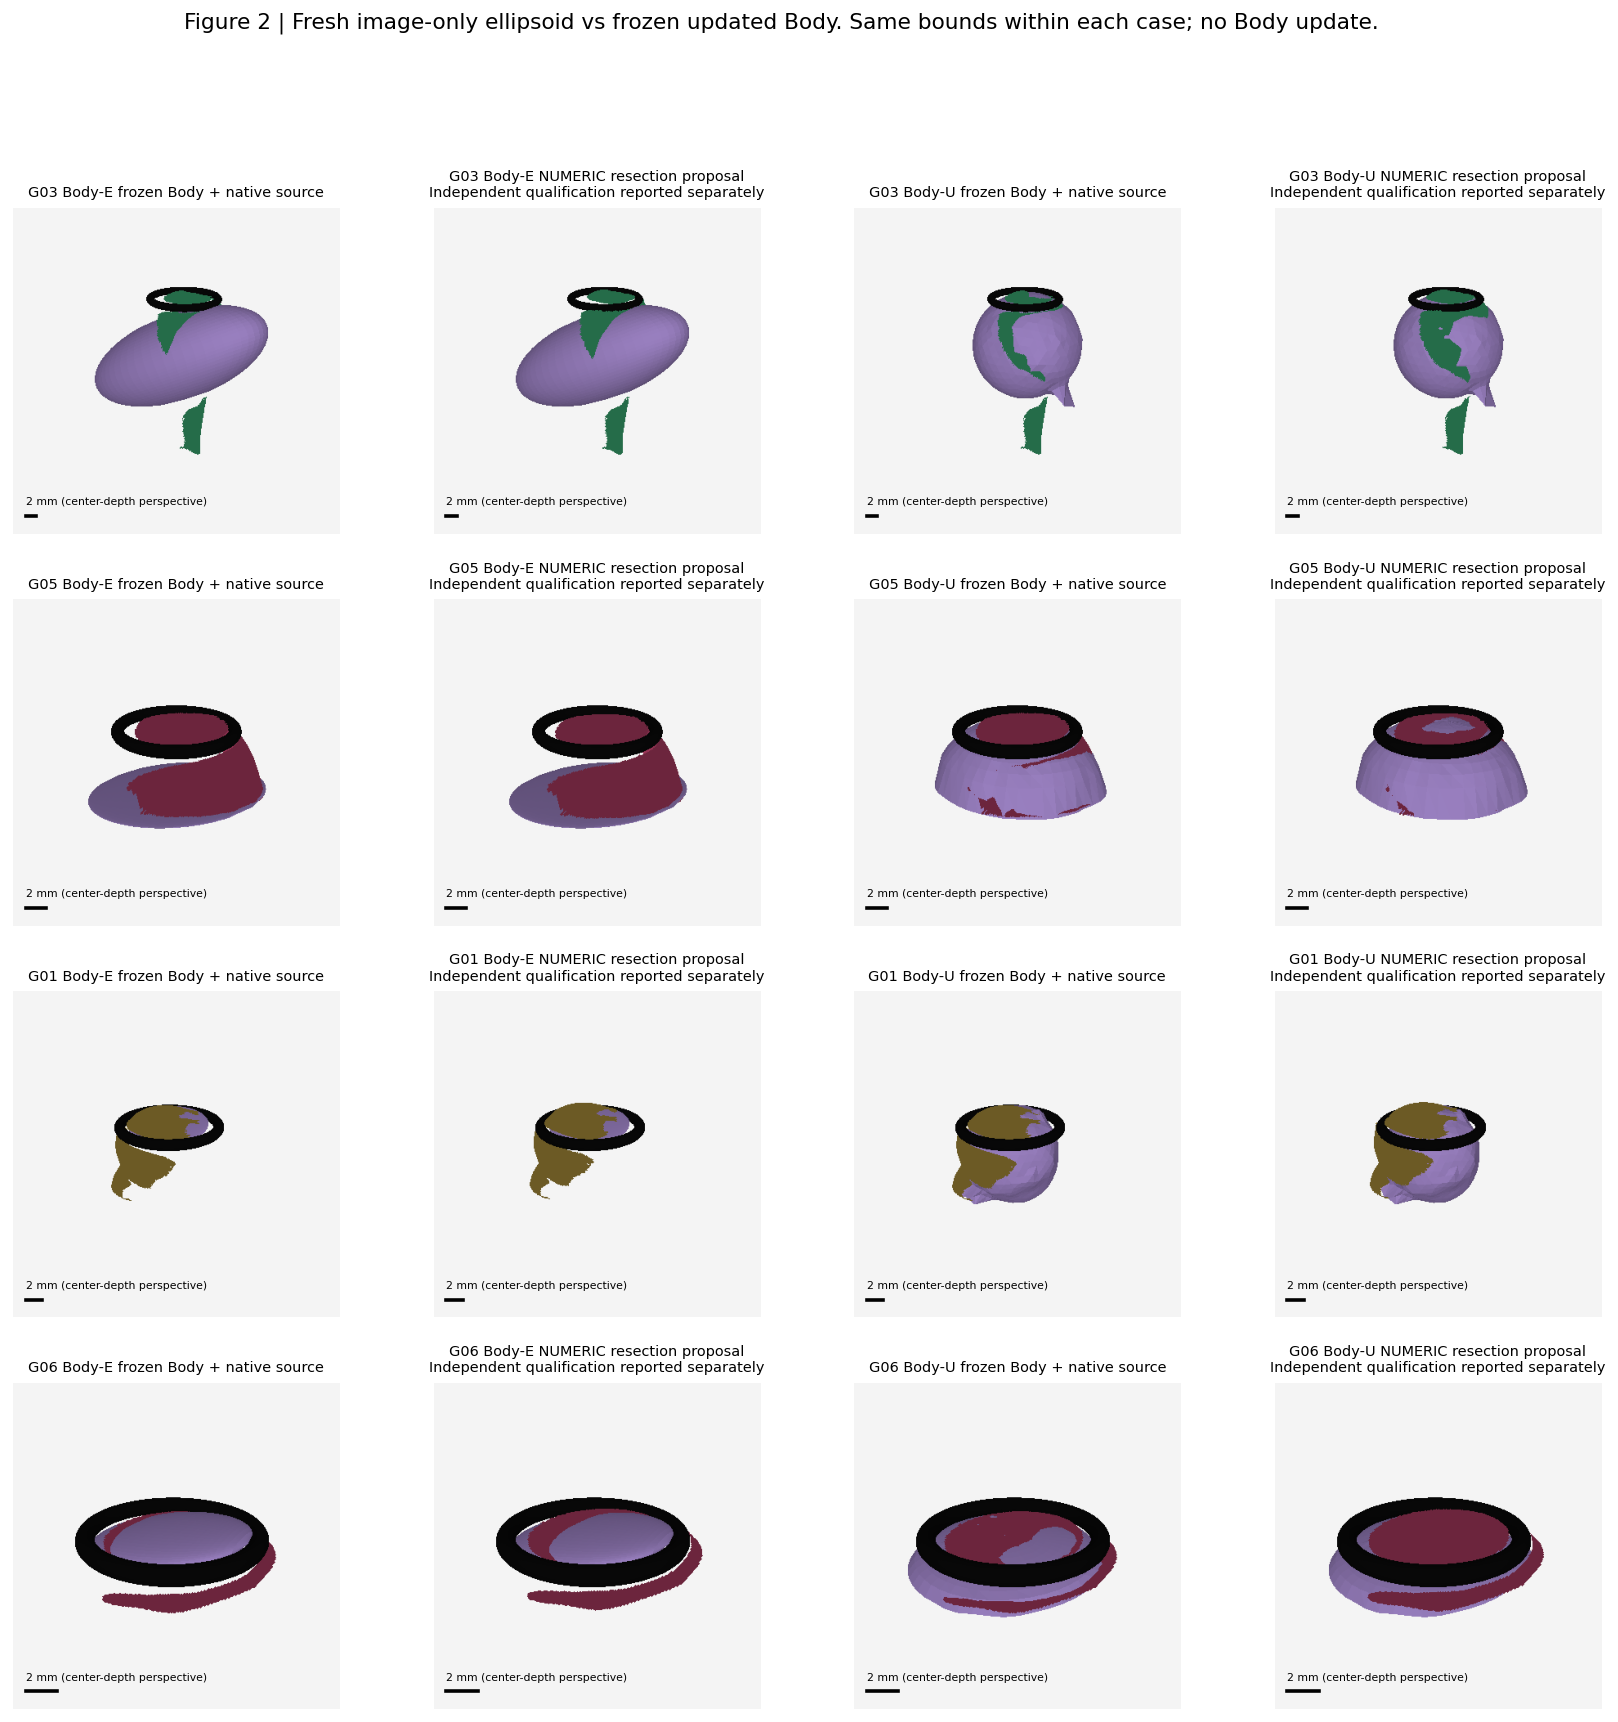 Figure 2 | Fresh image-only ellipsoid vs frozen updated Body. Same bounds within each case; no Body update.
G03 Body-E frozen Body + native source
G03 Body-E NUMERIC resection proposal
Independent qualification reported separately
G03 Body-U frozen Body + native source
G03 Body-U NUMERIC resection proposal
Independent qualification reported separately
2 mm (center-depth perspective)
2 mm (center-depth perspective)
2 mm (center-depth perspective)
2 mm (center-depth perspective)
G05 Body-E frozen Body + native source
G05 Body-E NUMERIC resection proposal
Independent qualification reported separately
G05 Body-U frozen Body + native source
G05 Body-U NUMERIC resection proposal
Independent qualification reported separately
2 mm (center-depth perspective)
2 mm (center-depth perspective)
2 mm (center-depth perspective)
2 mm (center-depth perspective)
G01 Body-E frozen Body + native source
G01 Body-E NUMERIC resection proposal
Independent qualification reported separately
G01 Body-U frozen Body + native source
G01 Body-U NUMERIC resection proposal
Independent qualification reported separately
2 mm (center-depth perspective)
2 mm (center-depth perspective)
2 mm (center-depth perspective)
2 mm (center-depth perspective)
G06 Body-E frozen Body + native source
G06 Body-E NUMERIC resection proposal
Independent qualification reported separately
G06 Body-U frozen Body + native source
G06 Body-U NUMERIC resection proposal
Independent qualification reported separately
2 mm (center-depth perspective)
2 mm (center-depth perspective)
2 mm (center-depth perspective)
2 mm (center-depth perspective)